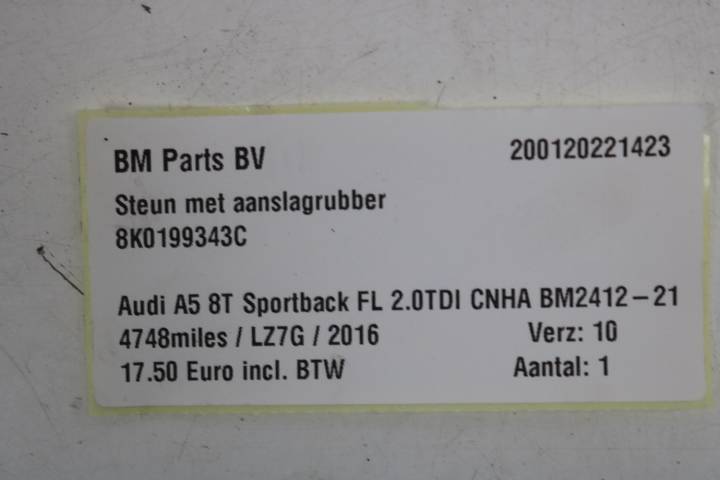 BM Parts BV 200120221423
Steun met aanslagrubber
8K0199343C
Audi A5 8T Sportback FL 2.0TDI CNHA BM2412-21
4748miles / LZ7G / 2016 Verz: 10
17.50 Euro incl. BTW Aantal: 1